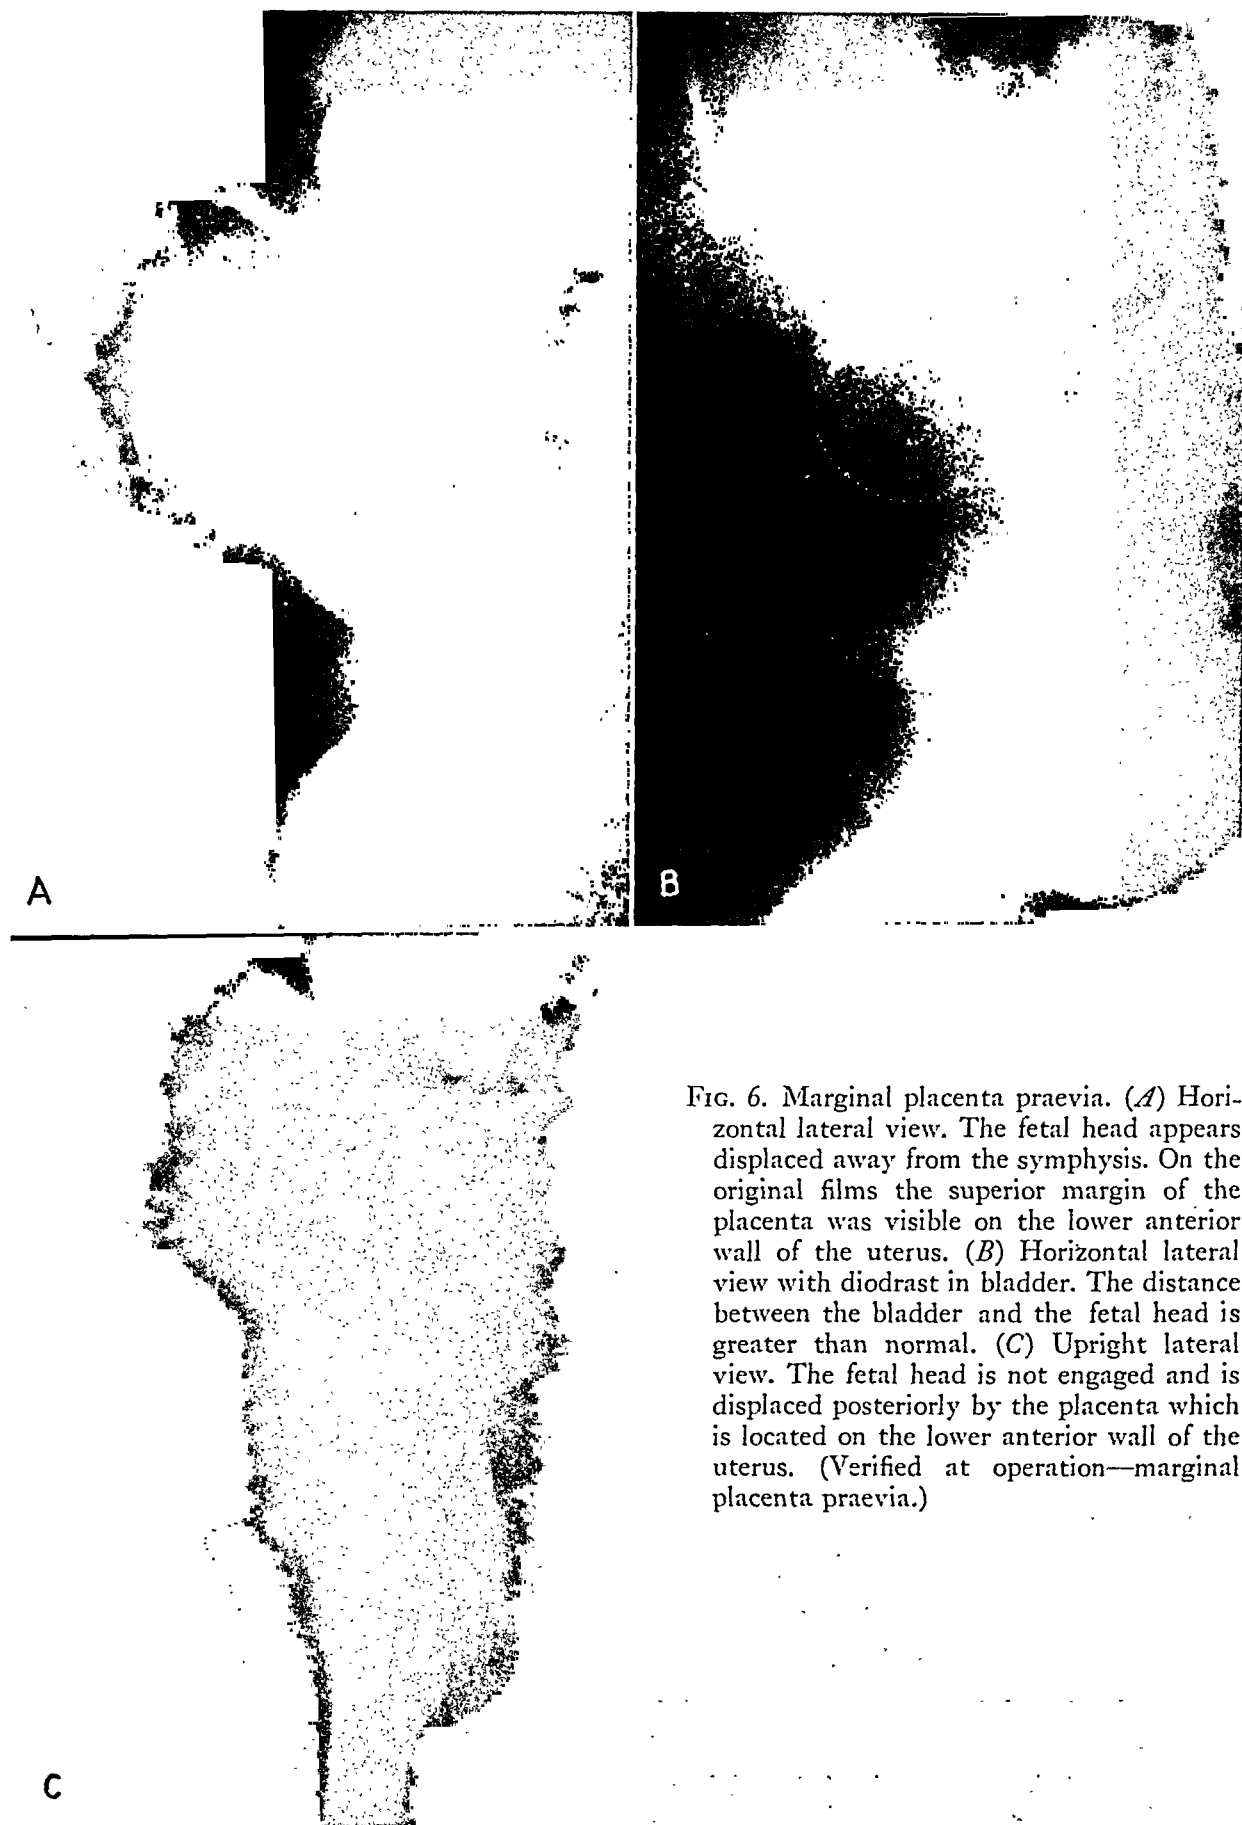 A
B
C
FIG. 6. Marginal placenta praevia. (A) Hori-
zontal lateral view. The fetal head appears
displaced away from the symphysis. On the
original films the superior margin of the
placenta was visible on the lower anterior
wall of the uterus. (B) Horizontal lateral
view with diodrast in bladder. The distance
between the bladder and the fetal head is
greater than normal. (C) Upright lateral
view. The fetal head is not engaged and is
displaced posteriorly by the placenta which
is located on the lower anterior wall of the
uterus. (Verified at operation—marginal
placenta praevia.)